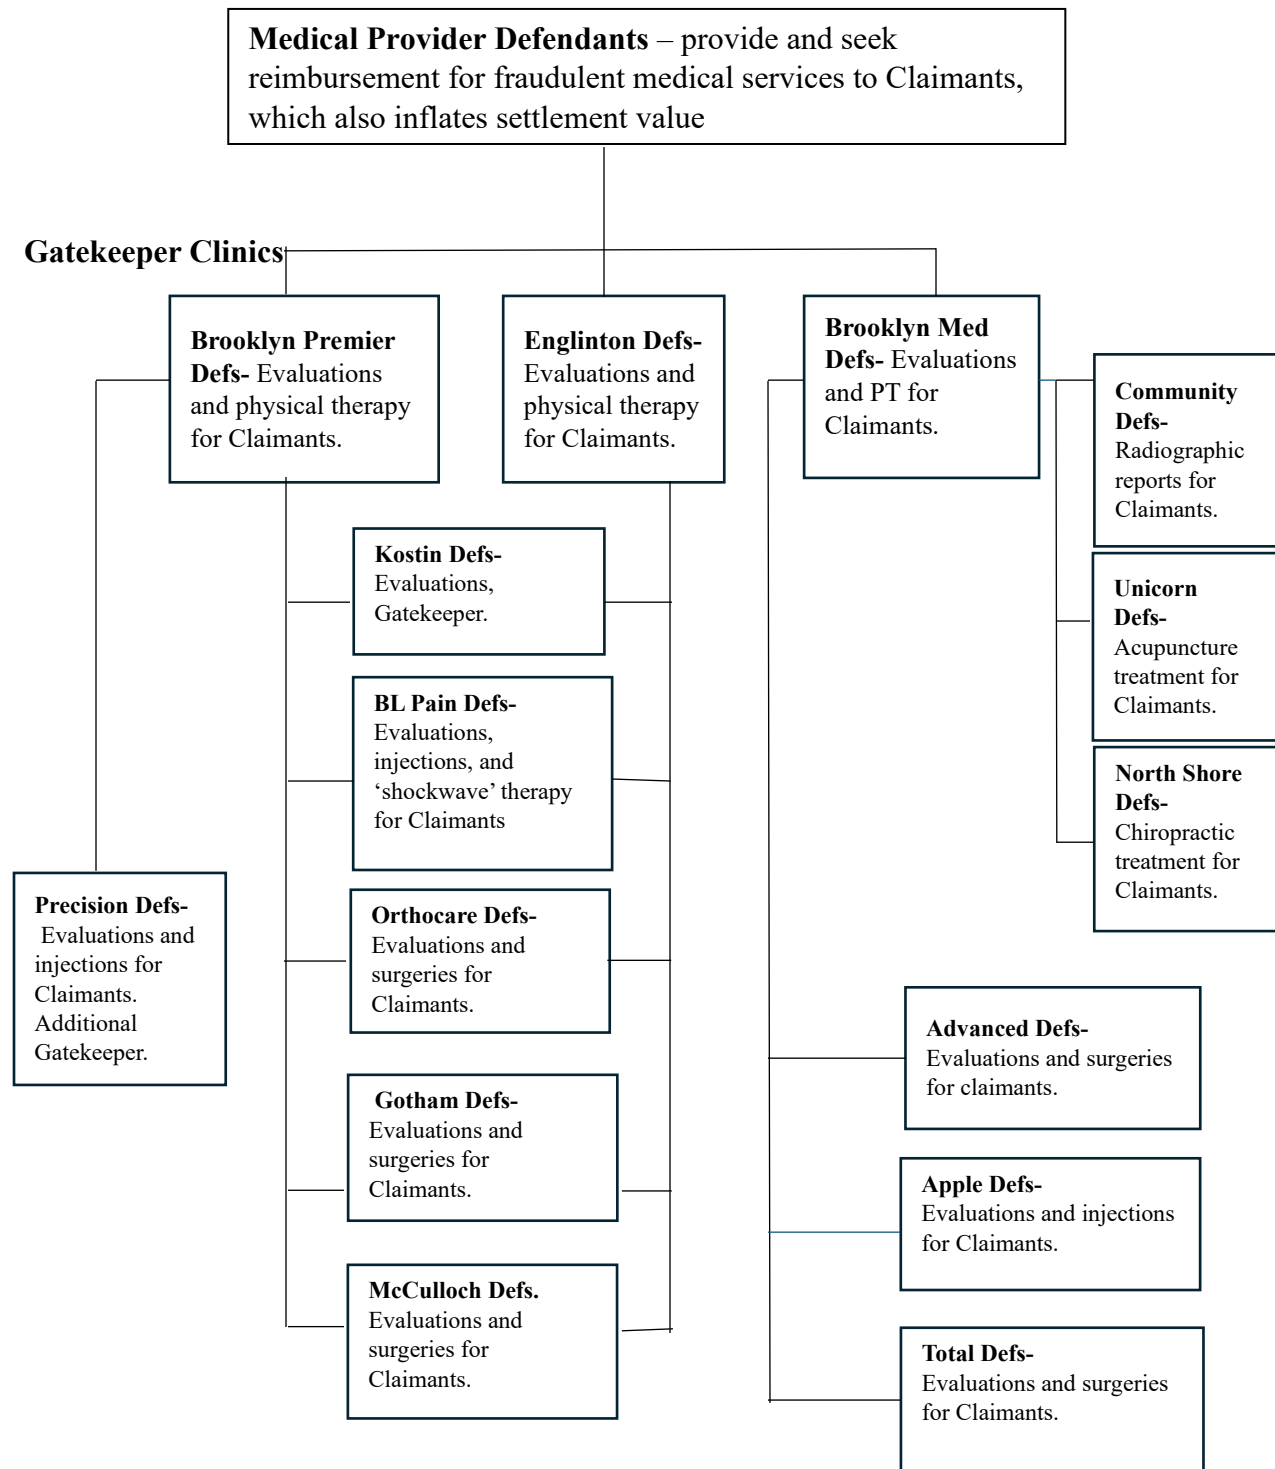 Medical Provider Defendants – provide and seek
reimbursement for fraudulent medical services to Claimants,
which also inflates settlement value
Gatekeeper Clinics
Brooklyn Premier
Defs- Evaluations
and physical therapy
for Claimants.
Englinton Defs-
Evaluations and
physical therapy
for Claimants.
Brooklyn Med
Defs- Evaluations
and PT for
Claimants.
Community
Defs-
Radiographic
reports for
Claimants.
Unicorn
Defs-
Acupuncture
treatment for
Claimants.
North Shore
Defs-
Chiropractic
treatment for
Claimants.
Kostin Defs-
Evaluations,
Gatekeeper.
BL Pain Defs-
Evaluations,
injections, and
‘shockwave’ therapy
for Claimants
Precision Defs-
Evaluations and
injections for
Claimants.
Additional
Gatekeeper.
Orthocare Defs-
Evaluations and
surgeries for
Claimants.
Gotham Defs-
Evaluations and
surgeries for
Claimants.
McCulloch Defs.
Evaluations and
surgeries for
Claimants.
Advanced Defs-
Evaluations and surgeries
for claimants.
Apple Defs-
Evaluations and injections
for Claimants.
Total Defs-
Evaluations and surgeries
for Claimants.